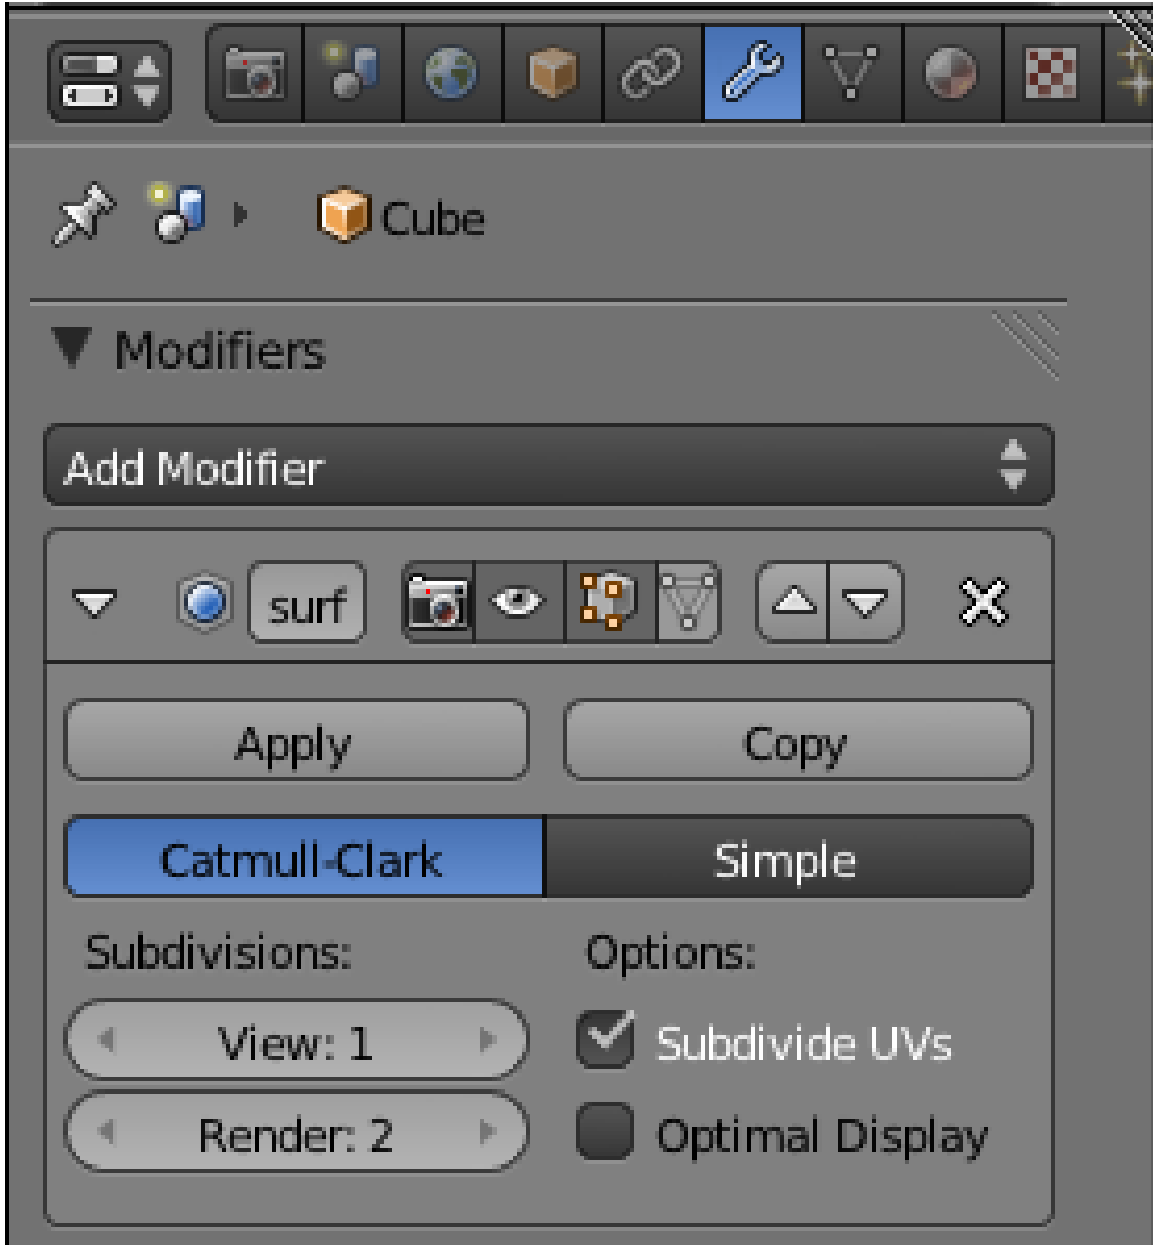 Cube
Modifiers
Add Modifier
surf
Apply Copy
Catmull-Clark Simple
Subdivisions: Options:
View: 1 Subdivide UVs
Render: 2 Optimal Display